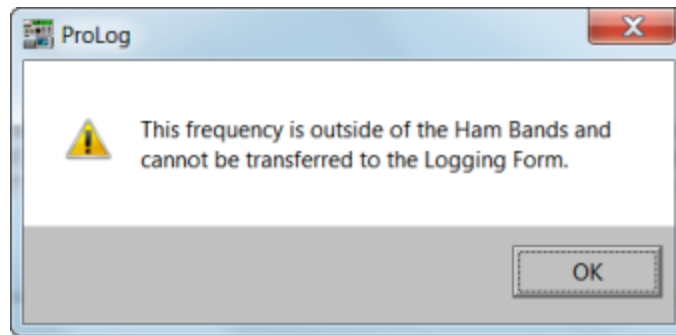 ProLog
This frequency is outside of the Ham Bands and
cannot be transferred to the Logging Form.
OK